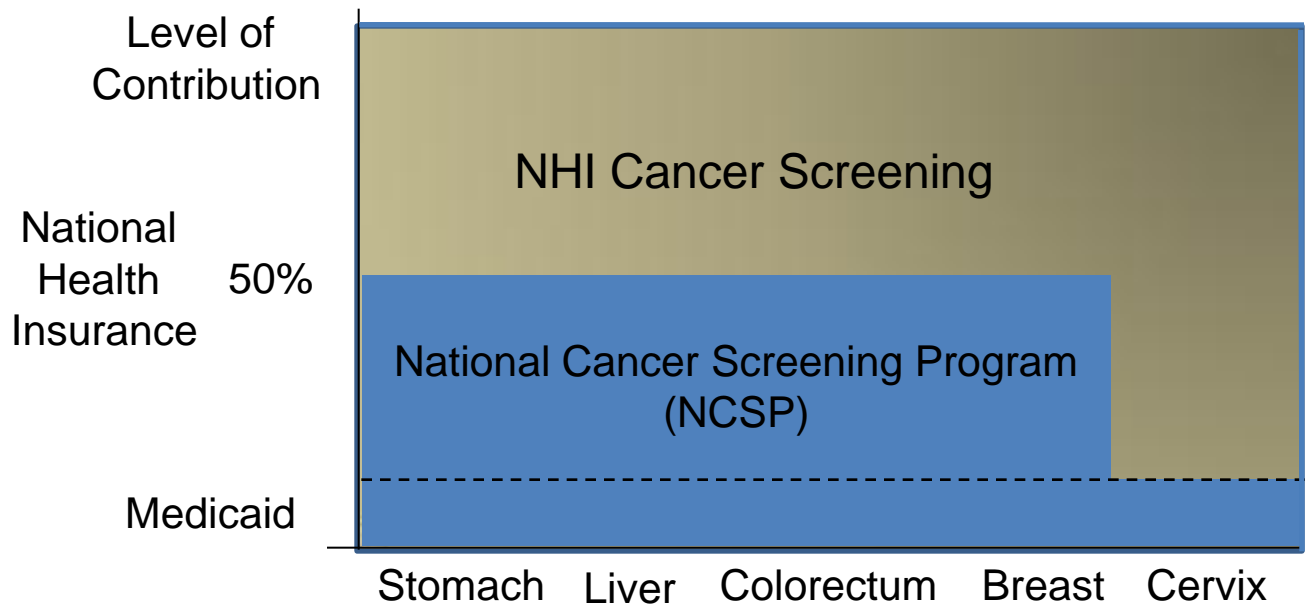 Level of
Contribution
NHI Cancer Screening
National
Health
Insurance
50%
National Cancer Screening Program
(NCSP)
Medicaid
Stomach Liver Colorectum Breast Cervix